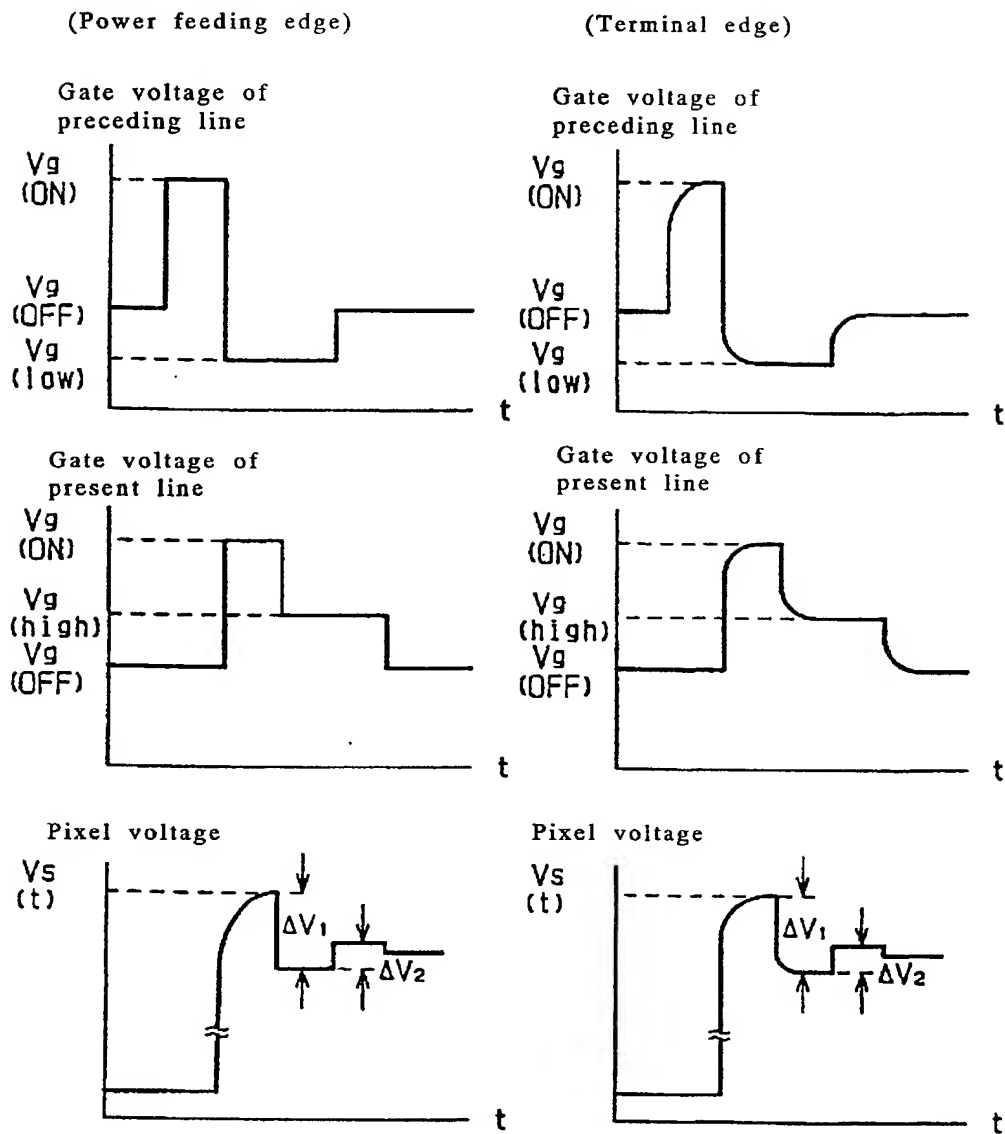 (Power feeding edge)
(Terminal edge)
Gate voltage of
preceding line
Vg
(ON)
Vg
(OFF)
Vg
(low)
t
Gate voltage of
preceding line
Vg
(ON)
Vg
(OFF)
Vg
(low)
t
Gate voltage of
present line
Vg
(ON)
Vg
(high)
Vg
(OFF)
t
Gate voltage of
present line
Vg
(ON)
Vg
(high)
Vg
(OFF)
t
Pixel voltage
Vs
(t)
ΔV1
ΔV2
t
Pixel voltage
Vs
(t)
ΔV1
ΔV2
t